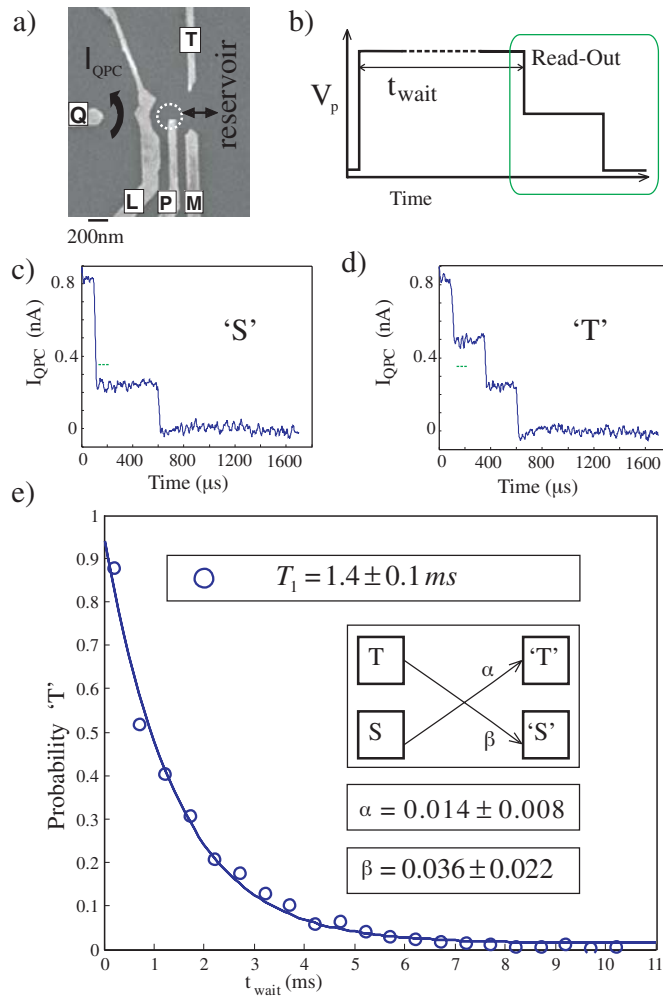 a)
T
I_QPC
reservoir
Q
L P M
200nm
b)
Read-Out
t_wait
V_p
Time
c)
0.8
'S'
I_QPC (nA)
0.4
0
0 400 800 1200 1600
Time (μs)
d)
0.8
'T'
I_QPC (nA)
0.4
0
0 400 800 1200 1600
Time (μs)
e)
1
0.9
0.8
0.7
0.6
0.5
0.4
0.3
0.2
0.1
0
Probability 'T'
T_1 = 1.4 ± 0.1 ms
T 'T'
α
S 'S'
β
α = 0.014 ± 0.008
β = 0.036 ± 0.022
0 1 2 3 4 5 6 7 8 9 10 11
t_wait (ms)